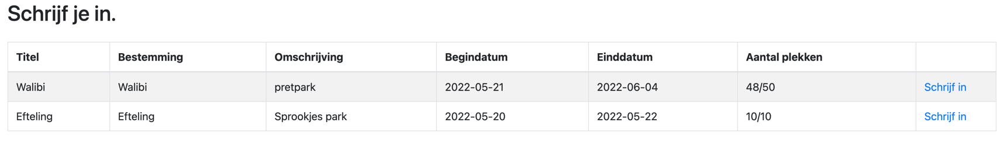 Schrijf je in.
Titel Bestemming Omschrijving Begindatum Einddatum Aantal plekken
Walibi Walibi pretpark 2022-05-21 2022-06-04 48/50 Schrijf in
Efteling Efteling Sprookjes park 2022-05-20 2022-05-22 10/10 Schrijf in